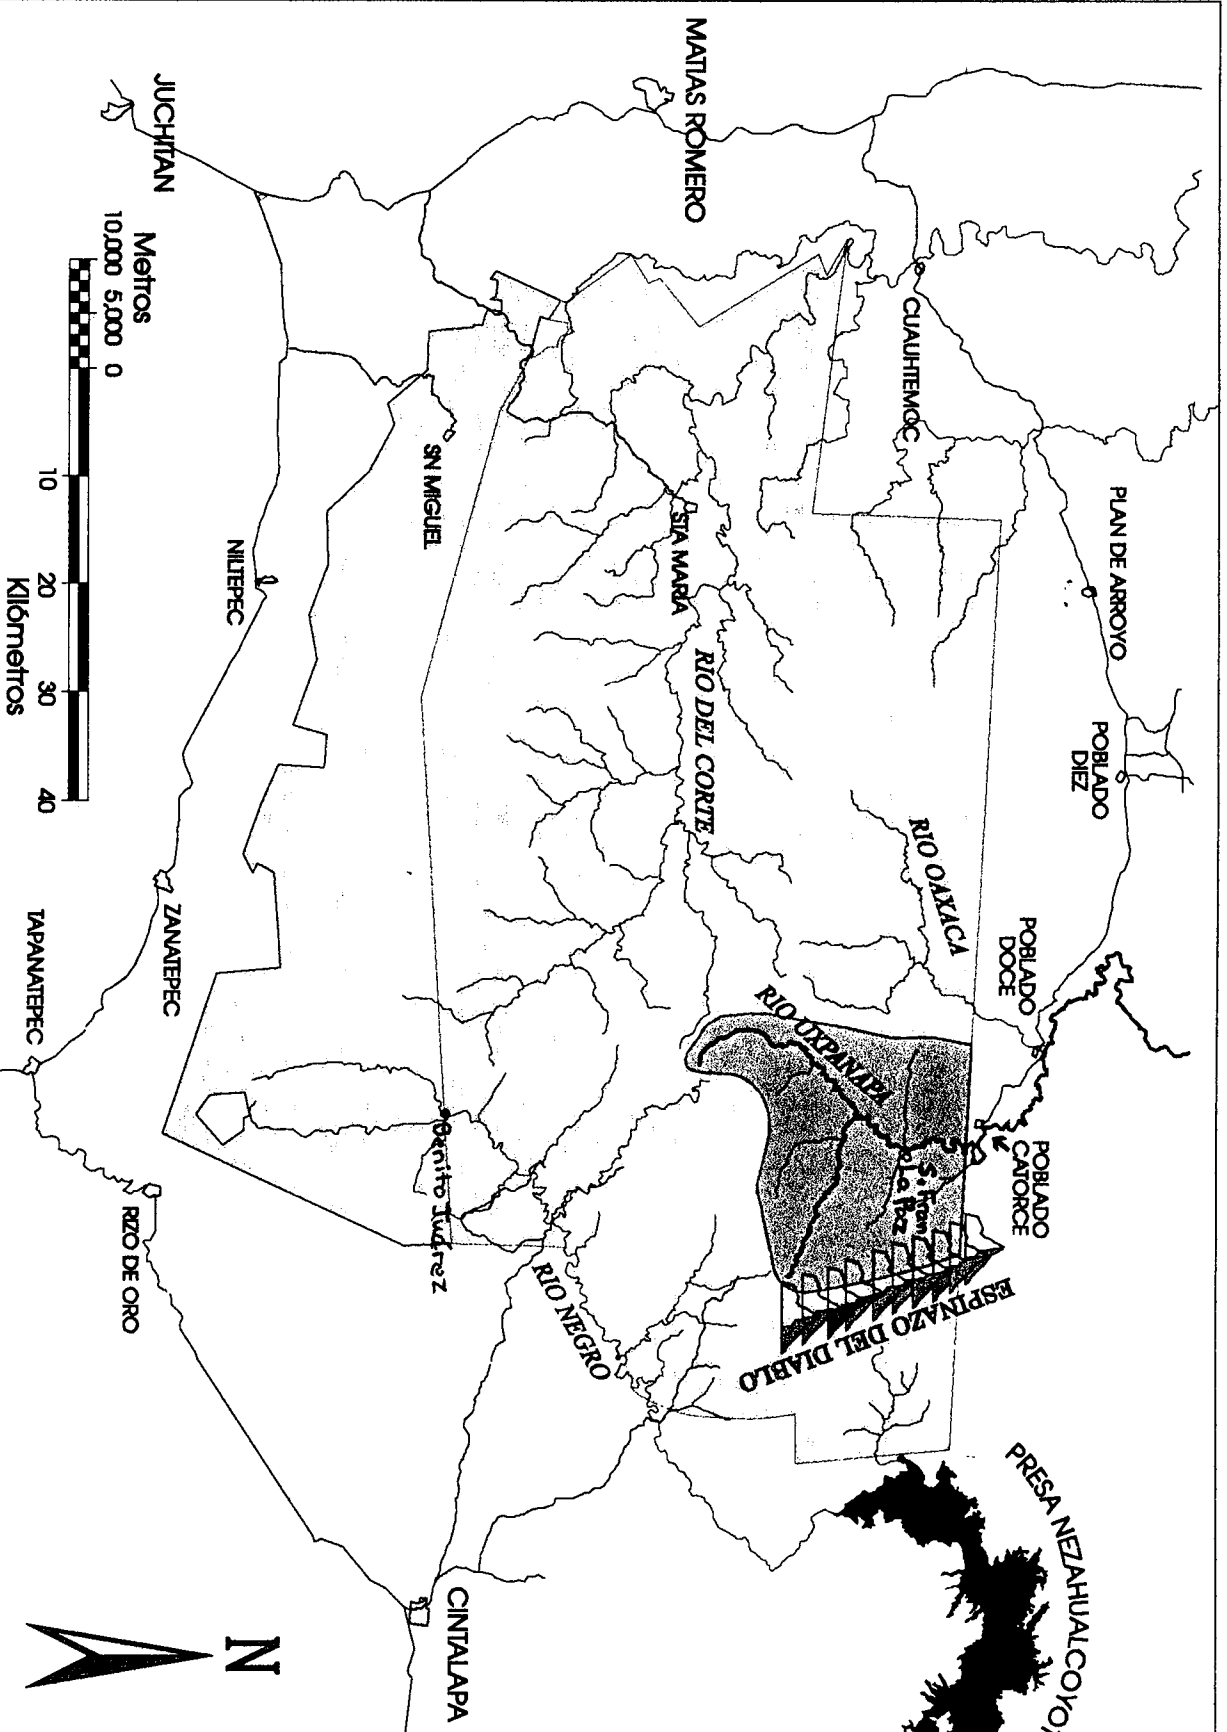 PRESA NEZAHUALCOYO
PLAN DE ARROYO
POBLADO
DIEZ
POBLADO
DOCE
POBLADO
CATORCE
CUAUHTEMOC
RIO OAXACA
S. Fran
La Paz
ESPINAZO DEL DIABLO
RIO UXPANAPA
MATIAS ROMERO
STA MARIA
RIO DEL CORTE
RIO NEGRO
SN MIGUEL
Benito Juárez
CINTALAPA
NILTEPEC
ZANATEPEC
JUCHITAN
TAPANATEPEC
RIZO DE ORO
Metros
10,000 5,000 0
10 20 30 40
Kilómetros
N